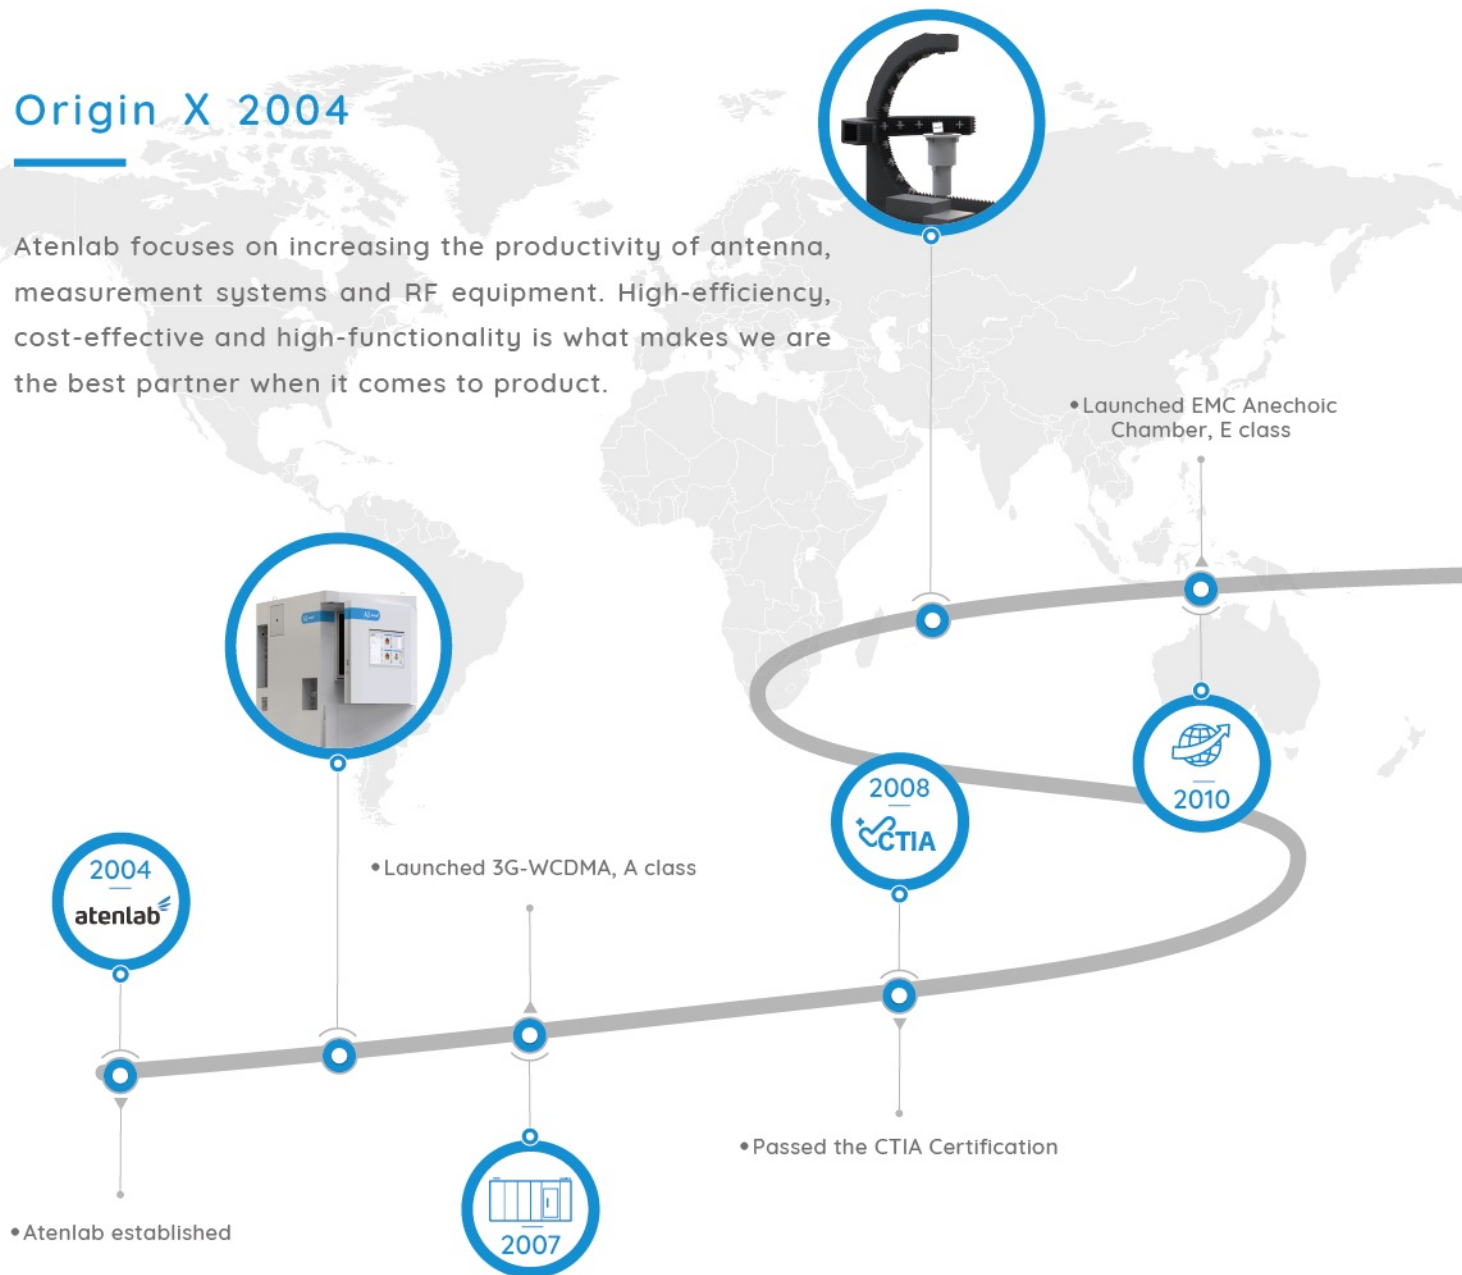 Origin X 2004
Atenlab focuses on increasing the productivity of antenna,
measurement systems and RF equipment. High-efficiency,
cost-effective and high-functionality is what makes we are
the best partner when it comes to product.
•Launched EMC Anechoic
Chamber, E class
2010
2008
CTIA
•Launched 3G-WCDMA, A class
2004
atenlab
•Passed the CTIA Certification
•Atenlab established
2007